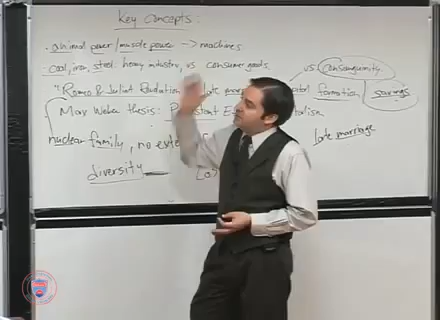 Key Concepts:
· animal power/muscle power -> machines
· coal, iron, steel: heavy industry, vs consumer goods
vs Consanguinity
"Romeo & Juliet Revolution late formation savings
Max Weber thesis:
late marriage
nuclear family, no
diversity